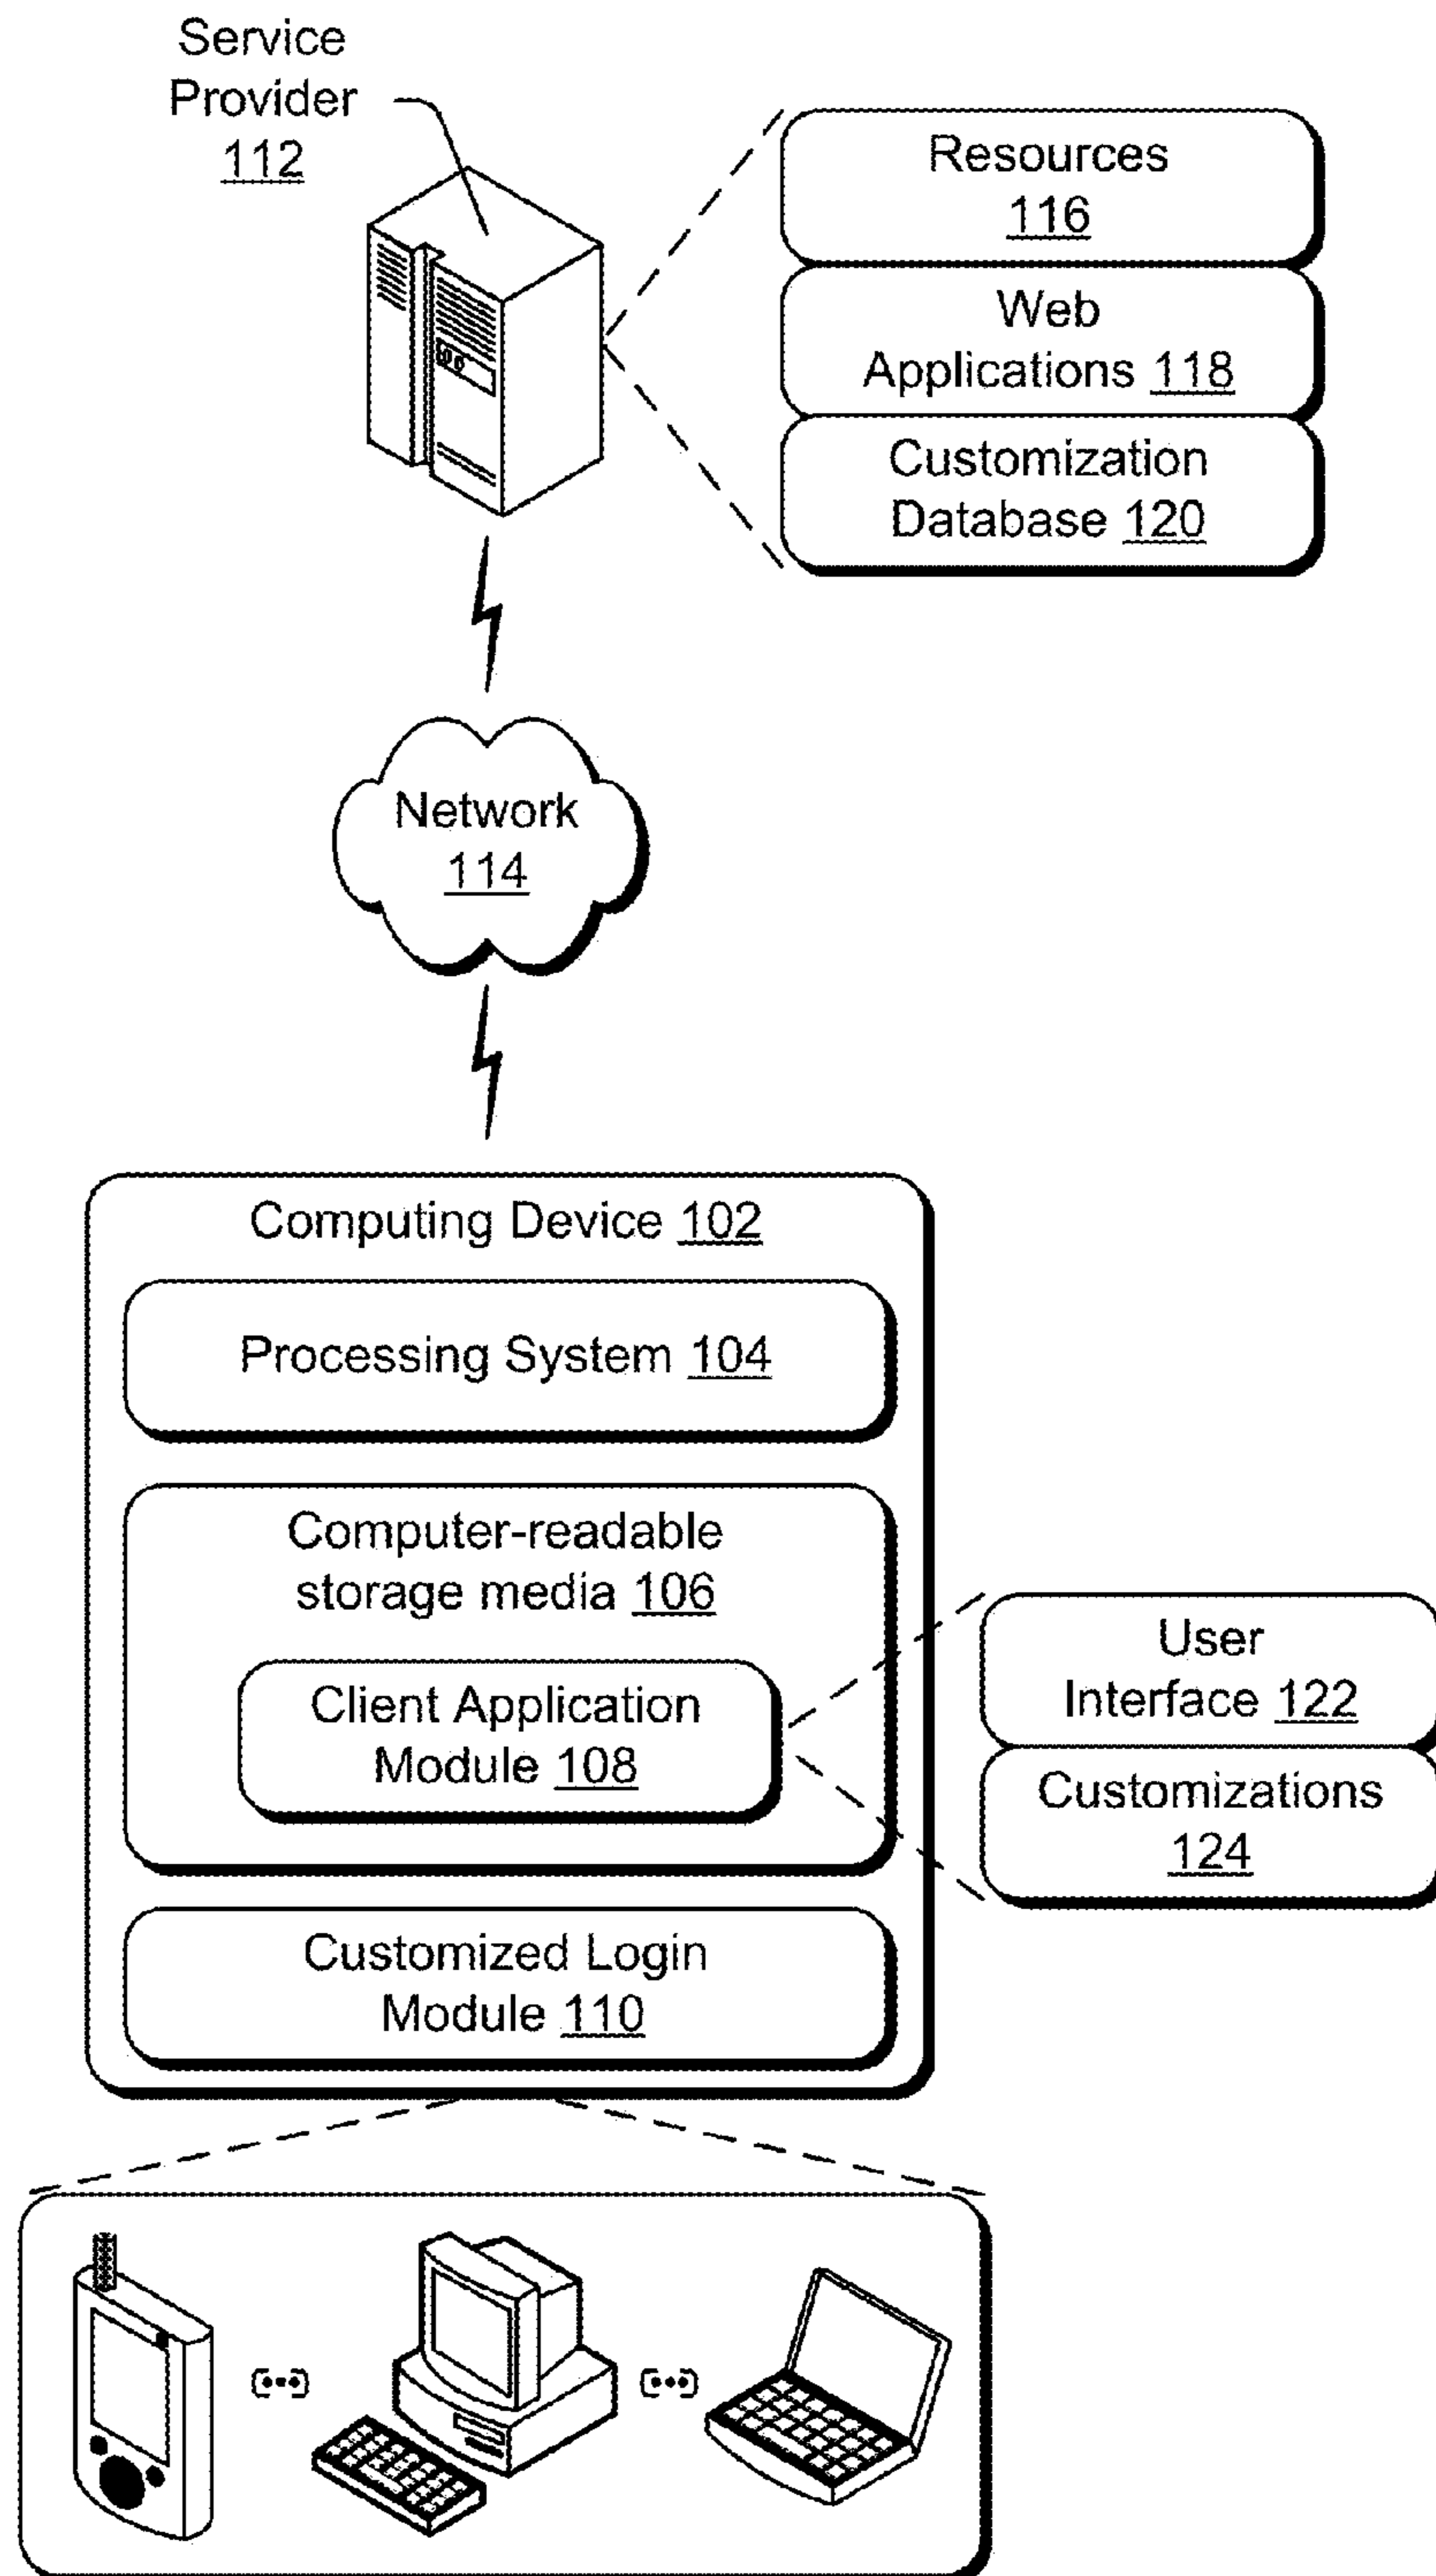 Service
Provider
112
Resources
116
Web
Applications 118
Customization
Database 120
Network
114
Computing Device 102
Processing System 104
Computer-readable
storage media 106
Client Application
Module 108
User
Interface 122
Customizations
124
Customized Login
Module 110